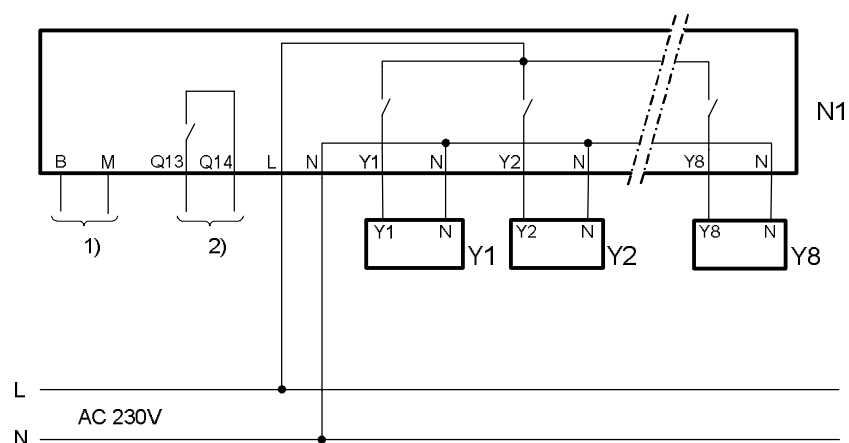 N1
B M Q13 Q14 L N Y1 N Y2 N Y8 N
1) 2)
Y1 N Y1 Y2 N Y2 Y8 N Y8
L
AC 230V
N